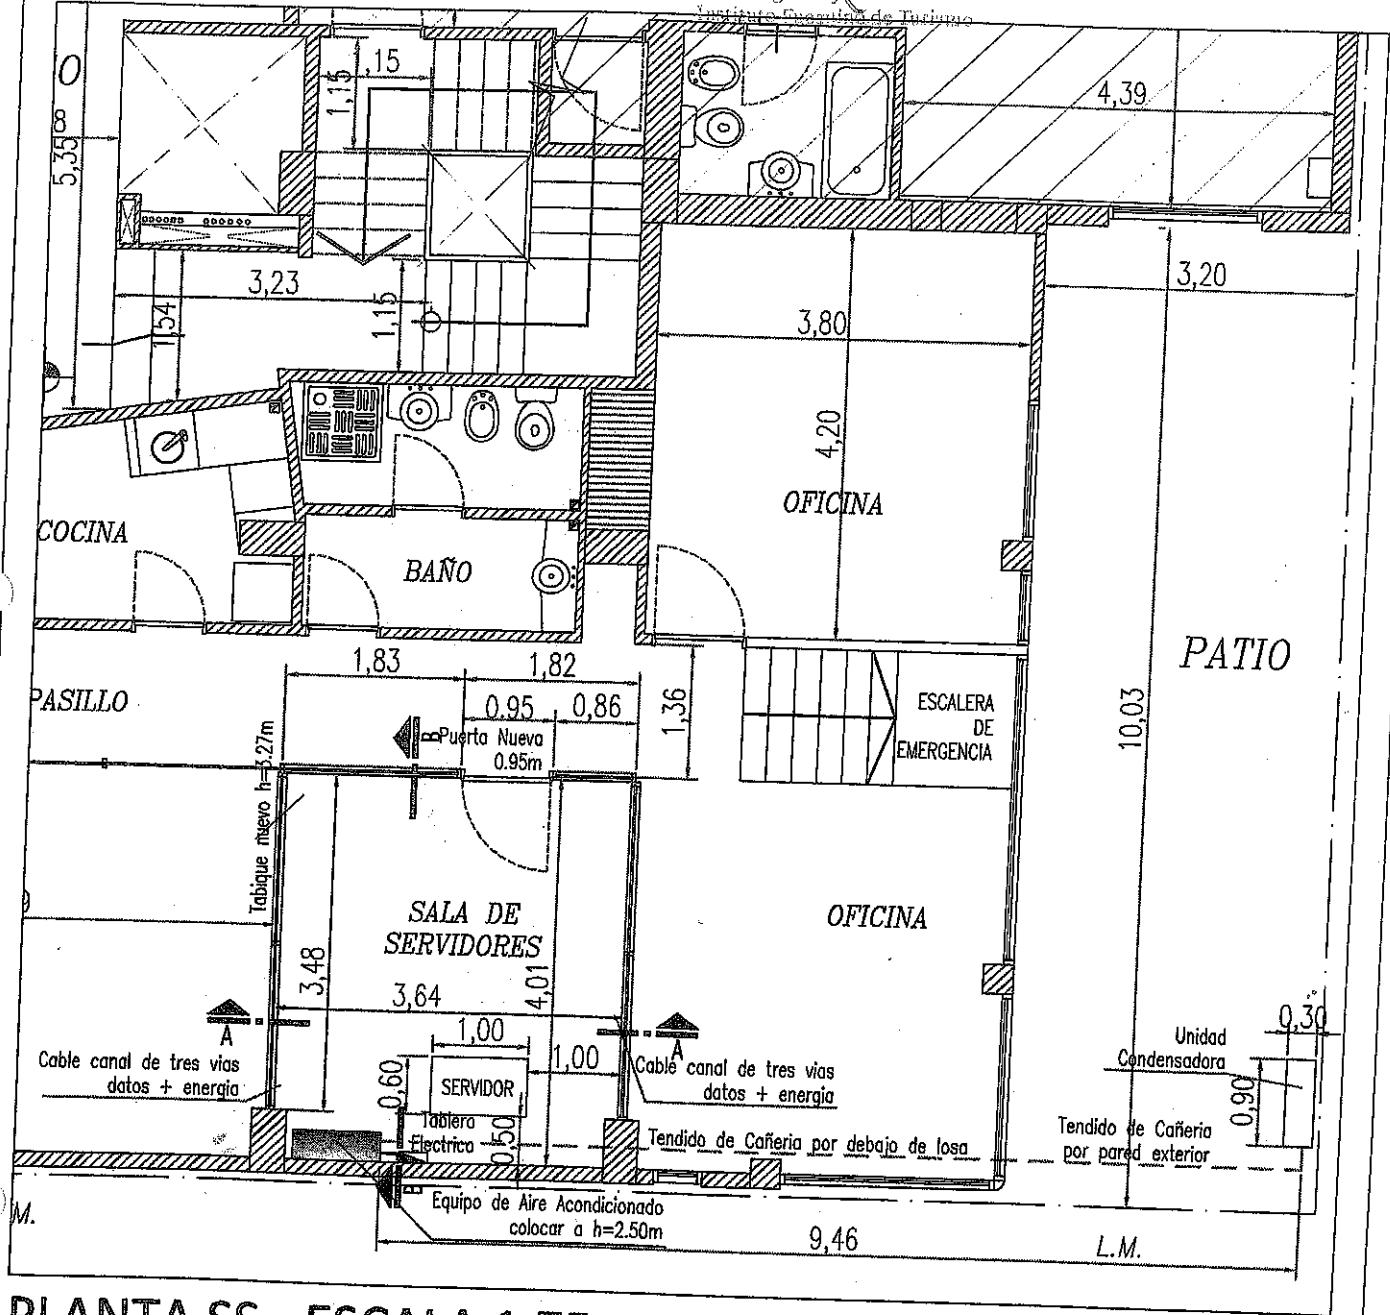 Instituto Fueguino de Turismo
O
,15
1,15
4,39
8
5,35
3,23
1,54
1,15
3,80
3,20
4,20
OFICINA
COCINA
BAÑO
PATIO
1,83
1,82
PASILLO
0.95
0,86
1,36
ESCALERA
DE
EMERGENCIA
10,03
B
Puerta Nueva
0.95m
Tabique nuevo h=3.27m
SALA DE
SERVIDORES
OFICINA
3,48
4,01
3,64
A
1,00
A
Cable canal de tres vias
datos + energia
0,60
SERVIDOR
1,00
Cable canal de tres vias
datos + energia
Unidad
Condensadora
0,30
0,90
Tablero
Electrico
0,50
Tendido de Cañeria por debajo de losa
Tendido de Cañeria
por pared exterior
B
Equipo de Aire Acondicionado
colocar a h=2.50m
M.
9,46
L.M.